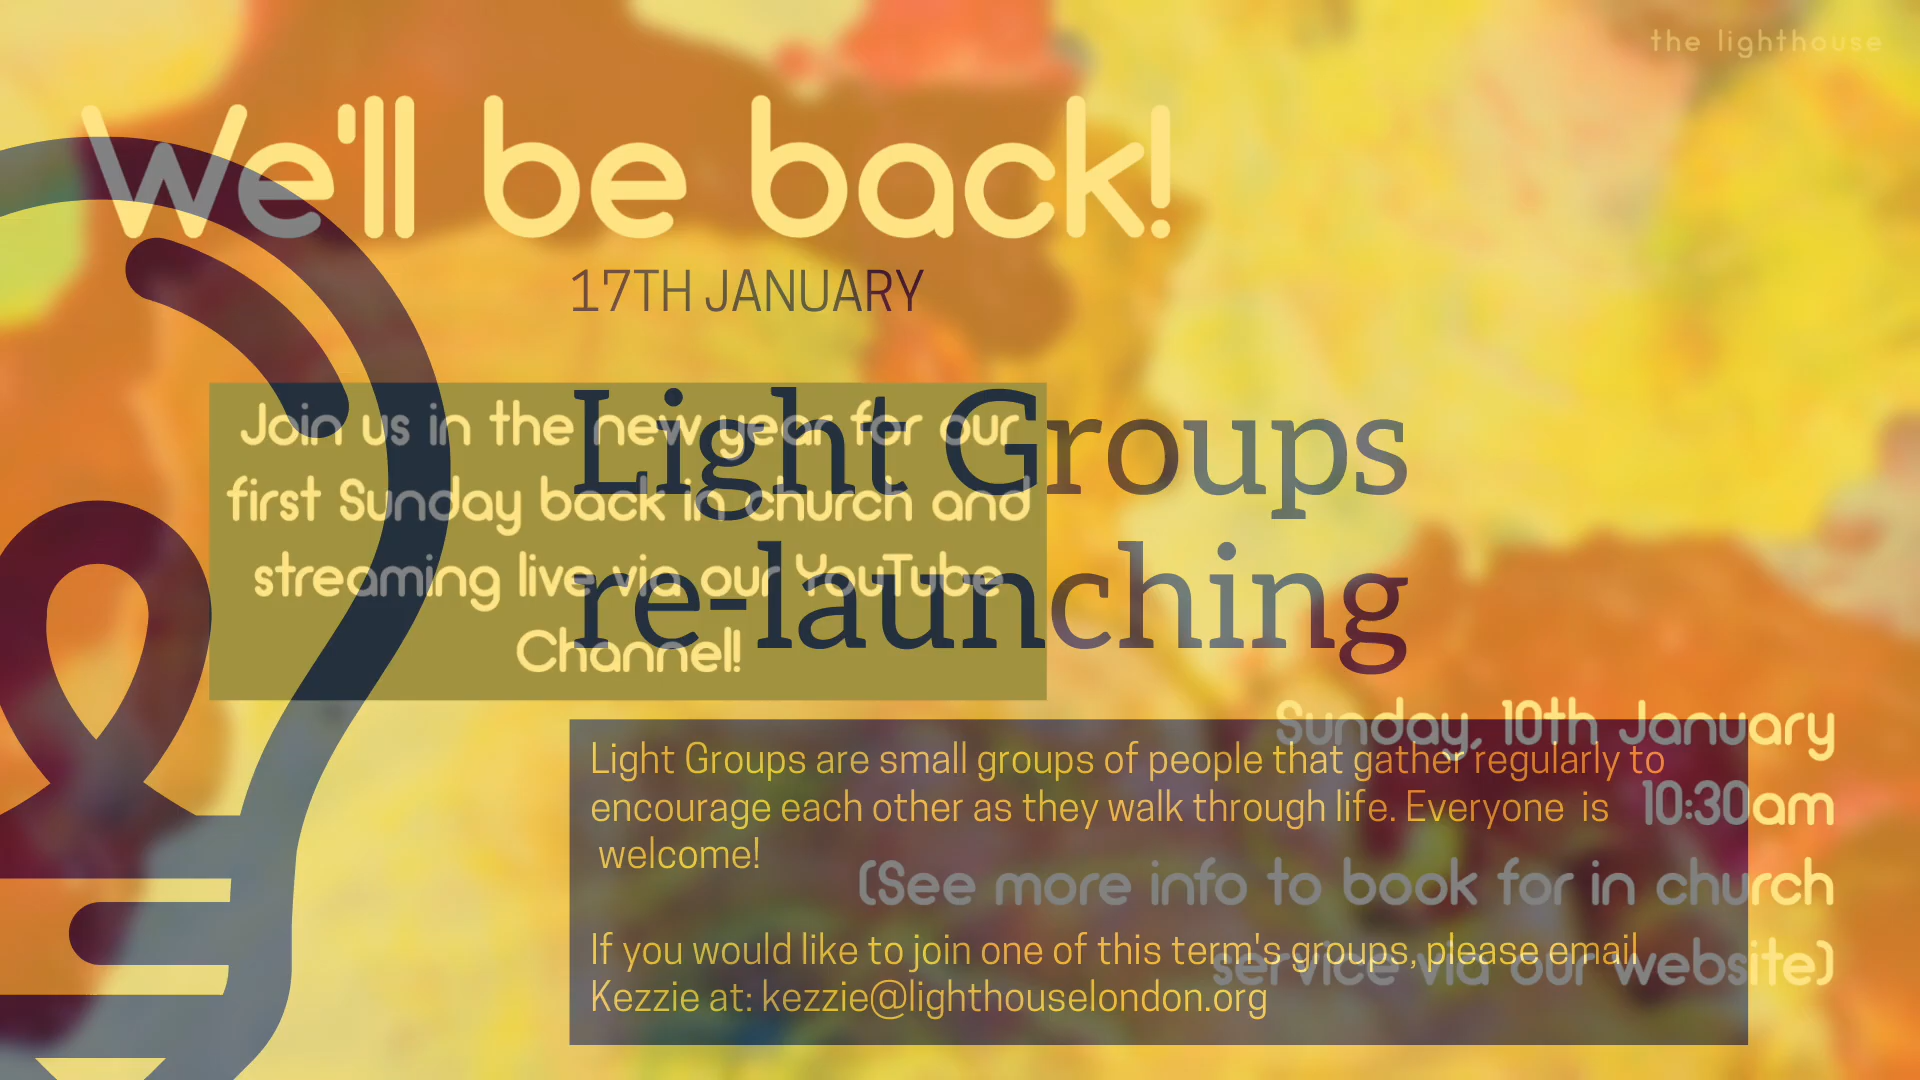 the lighthouse
We'll be back!
17TH JANUARY
Join us in the new year for our
first Sunday back in church and
streaming live via our YouTube
Channel!
Light Groups
re-launching
Sunday, 10th January
10:30am
(See more info to book for in church
service via our website)
Light Groups are small groups of people that gather regularly to
encourage each other as they walk through life. Everyone is
welcome!
If you would like to join one of this term's groups, please email
Kezzie at: kezzie@lighthouselondon.org